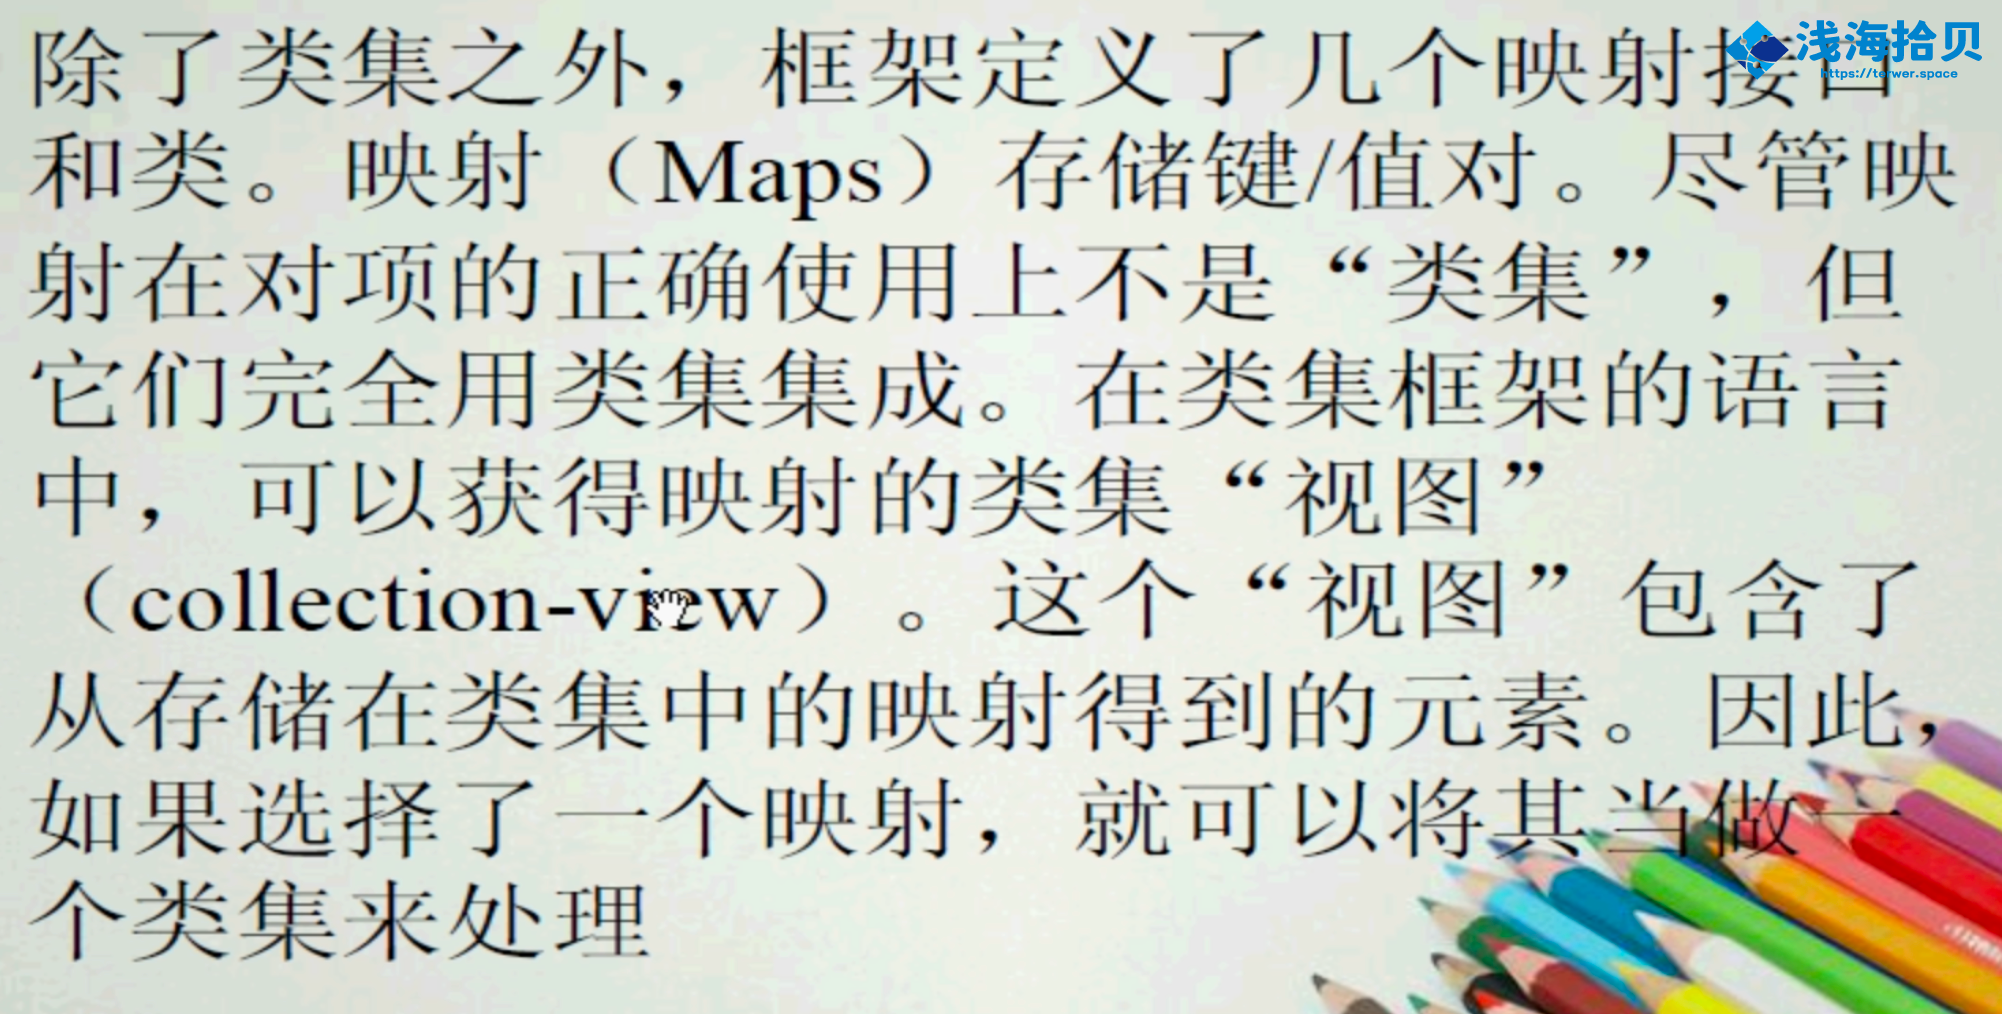 除了类集之外，框架定义了几个映射接口
和类。映射（Maps）存储键/值对。尽管映
射在对项的正确使用上不是“类集”，但
它们完全用类集集成。在类集框架的语言
中，可以获得映射的类集“视图”
（collection-view）。这个“视图”包含了
从存储在类集中的映射得到的元素。因此，
如果选择了一个映射，就可以将其当做一
个类集来处理
浅海拾贝
https://terwer.space